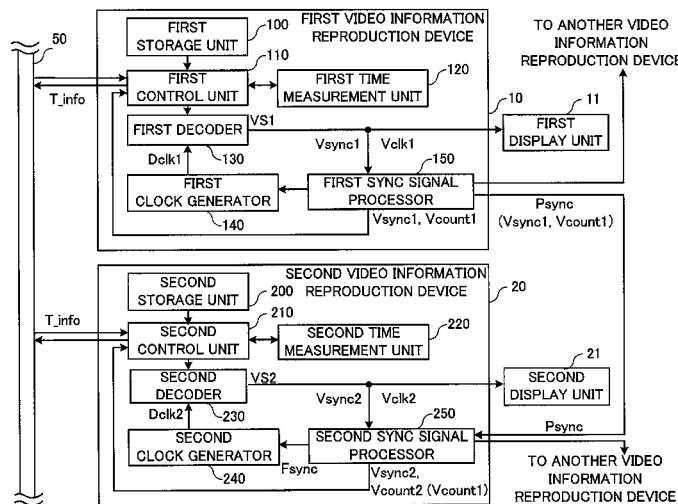 50
FIRST VIDEO INFORMATION
REPRODUCTION DEVICE
FIRST
STORAGE UNIT
100
FIRST
CONTROL UNIT
110
FIRST TIME
MEASUREMENT UNIT
120
T_info
FIRST DECODER
130
VS1
10
TO ANOTHER VIDEO
INFORMATION
REPRODUCTION DEVICE
11
FIRST
DISPLAY UNIT
Vsync1
Vclk1
Dclk1
150
FIRST
CLOCK GENERATOR
140
FIRST SYNC SIGNAL
PROCESSOR
Vsync1, Vcount1
Psync
(Vsync1, Vcount1)
SECOND VIDEO INFORMATION
REPRODUCTION DEVICE
SECOND
STORAGE UNIT
200
20
T_info
SECOND
CONTROL UNIT
210
SECOND TIME
MEASUREMENT UNIT
220
SECOND
DECODER
230
VS2
21
SECOND
DISPLAY UNIT
Vsync2
Vclk2
Dclk2
250
Psync
SECOND
CLOCK GENERATOR
240
Fsync
SECOND SYNC SIGNAL
PROCESSOR
Vsync2,
Vcount2 (Vcount1)
TO ANOTHER VIDEO
INFORMATION
REPRODUCTION DEVICE